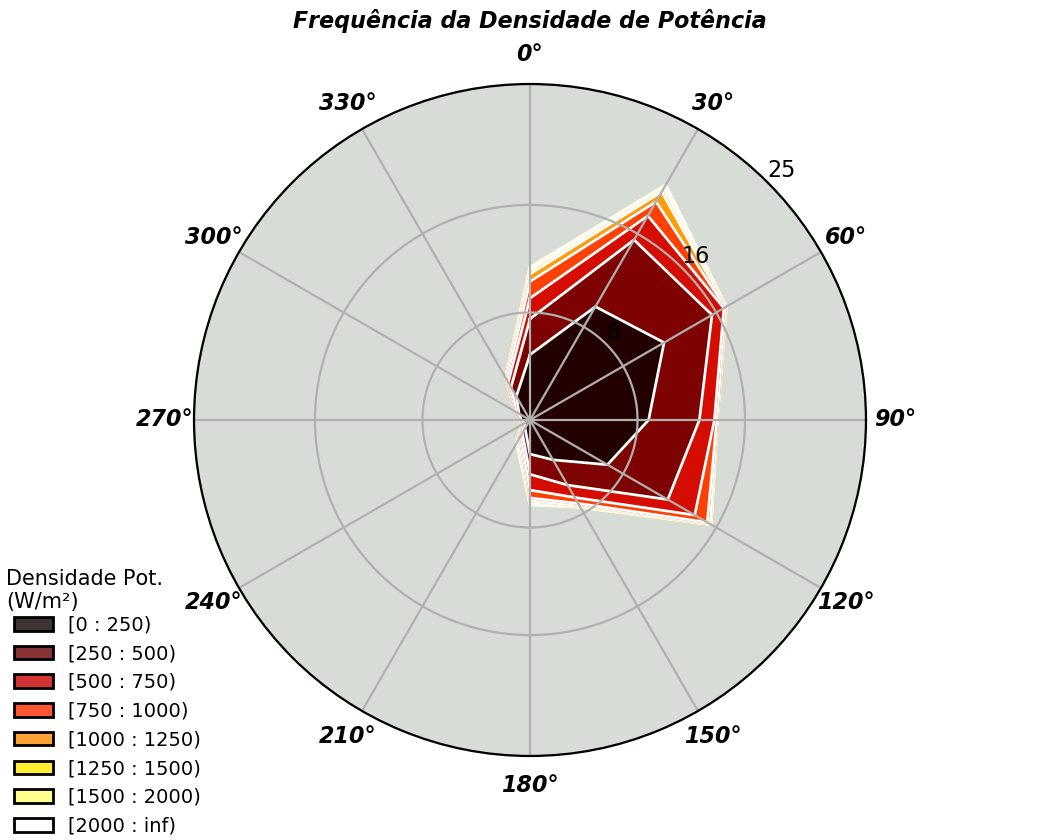 Frequência da Densidade de Potência
0°
330°
30°
25
300°
60°
16
8
270°
90°
Densidade Pot.
(W/m²)
240°
120°
[0 : 250)
[250 : 500)
[500 : 750)
[750 : 1000)
210°
150°
[1000 : 1250)
[1250 : 1500)
180°
[1500 : 2000)
[2000 : inf)